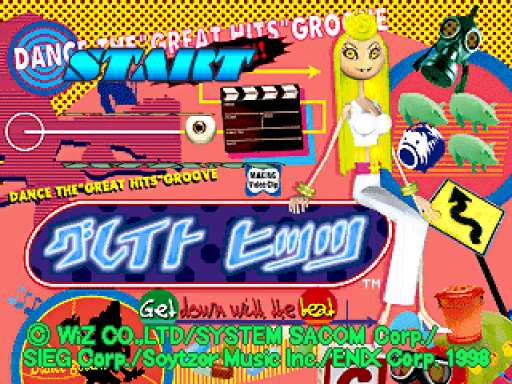 DANCE THE "GREAT HITS" GROOVE
START
MAKING
Video Clip
DANCE THE "GREAT HITS" GROOVE
グレイト ヒッツ
TM
Get down with the beat
© WiZ CO.,LTD/SYSTEM SACOM Corp./
SIEG Corp./Soytzer Music Inc./ENIX Corp 1998